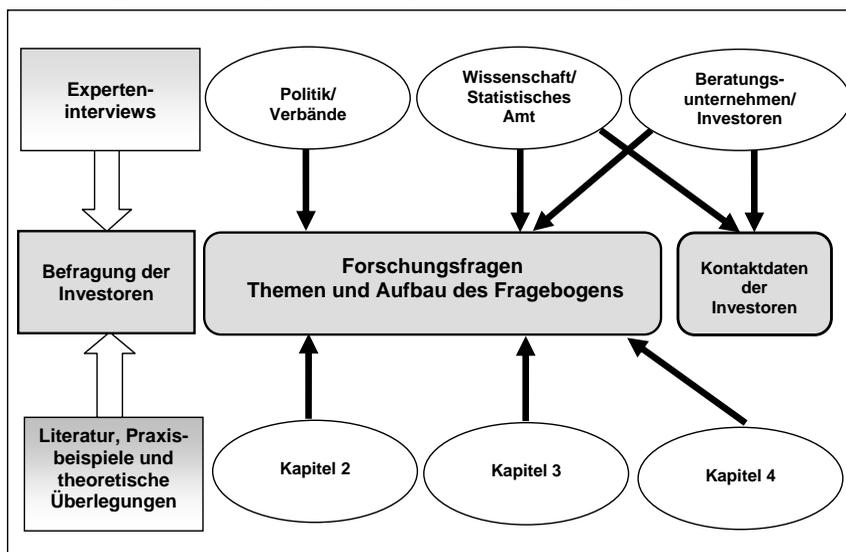 Experten-
interviews
Politik/
Verbände
Wissenschaft/
Statistisches
Amt
Beratungs-
unternehmen/
Investoren
Befragung der
Investoren
Forschungsfragen
Themen und Aufbau des Fragebogens
Kontaktdaten
der
Investoren
Literatur, Praxis-
beispiele und
theoretische
Überlegungen
Kapitel 2
Kapitel 3
Kapitel 4